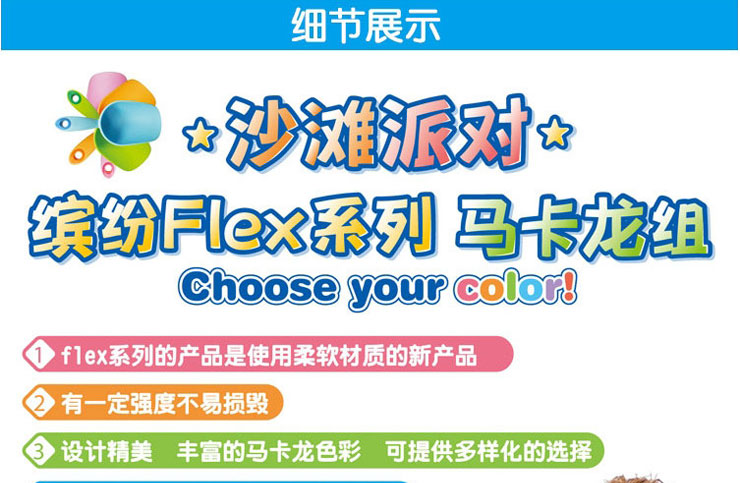 细节展示
沙滩派对
缤纷Flex系列 马卡龙组
Choose your color!
1 flex系列的产品是使用柔软材质的新产品
2 有一定强度不易损毁
3 设计精美 丰富的马卡龙色彩 可提供多样化的选择